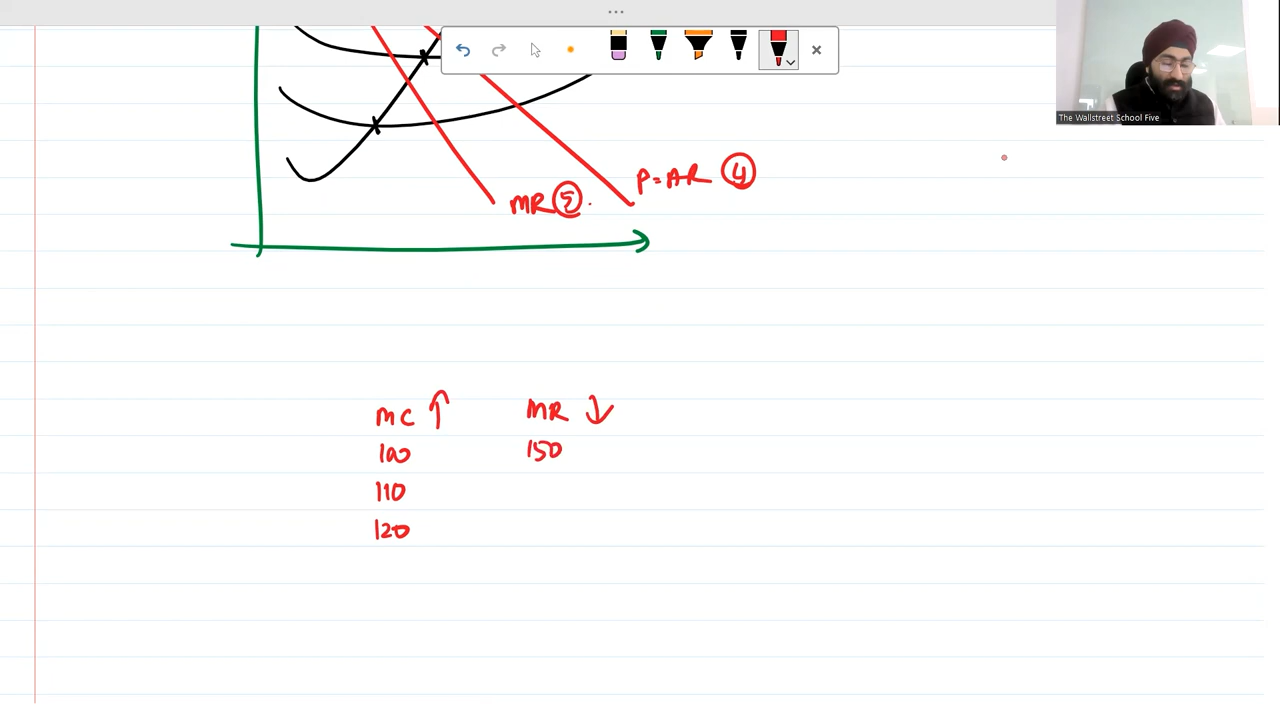 The Wallstreet School Five
P=AR 4
MR 5
MC ↑ MR ↓
100 150
110
120